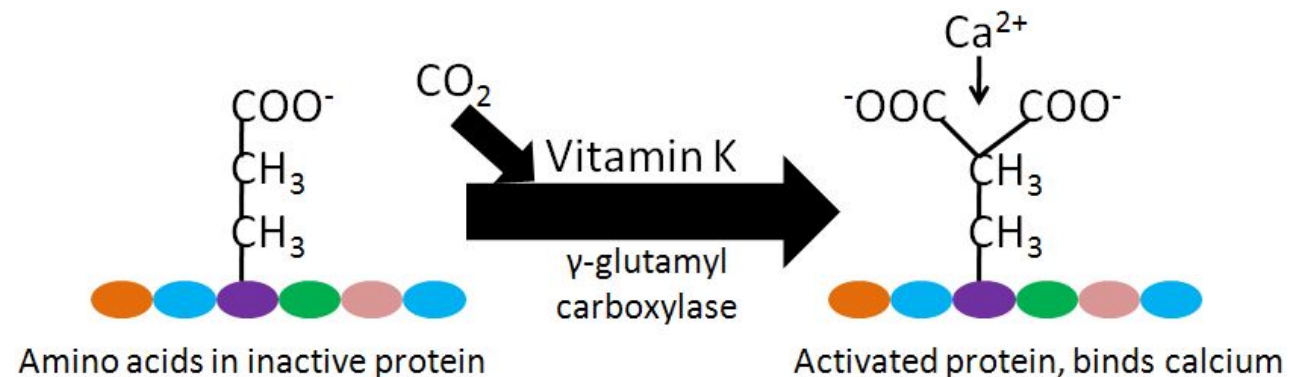 COO⁻
CH₃
CH₃
Amino acids in inactive protein
CO₂
Vitamin K
γ-glutamyl
carboxylase
Ca²⁺
⁻OOC COO⁻
CH₃
CH₃
Activated protein, binds calcium